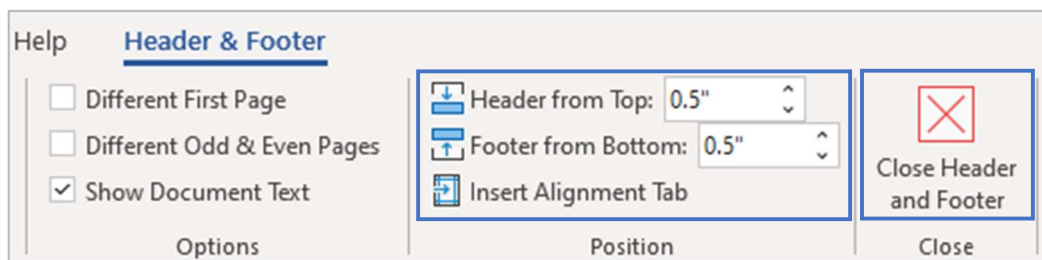 Help Header & Footer
Different First Page
Different Odd & Even Pages
Show Document Text
Options
Header from Top: 0.5"
Footer from Bottom: 0.5"
Insert Alignment Tab
Position
Close Header
and Footer
Close